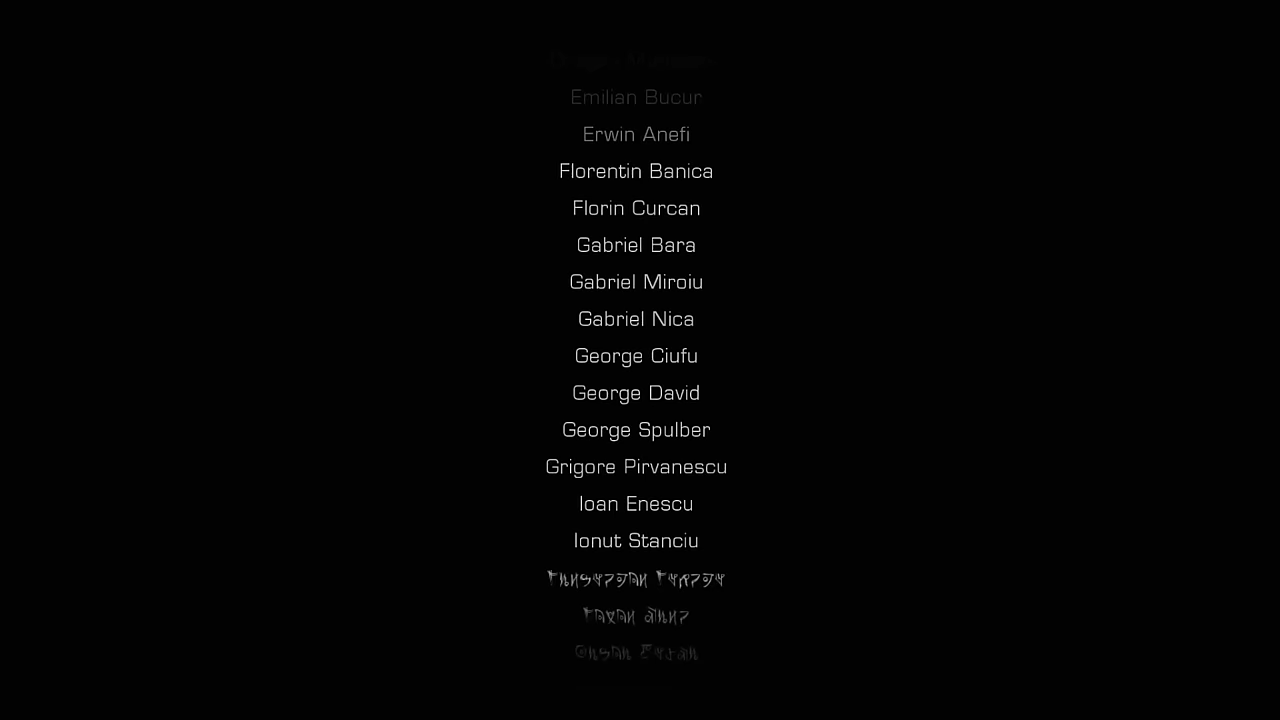 Emilian Bucur
Erwin Anefi
Florentin Banica
Florin Curcan
Gabriel Bara
Gabriel Miroiu
Gabriel Nica
George Ciufu
George David
George Spulber
Grigore Pirvanescu
Ioan Enescu
Ionut Stanciu